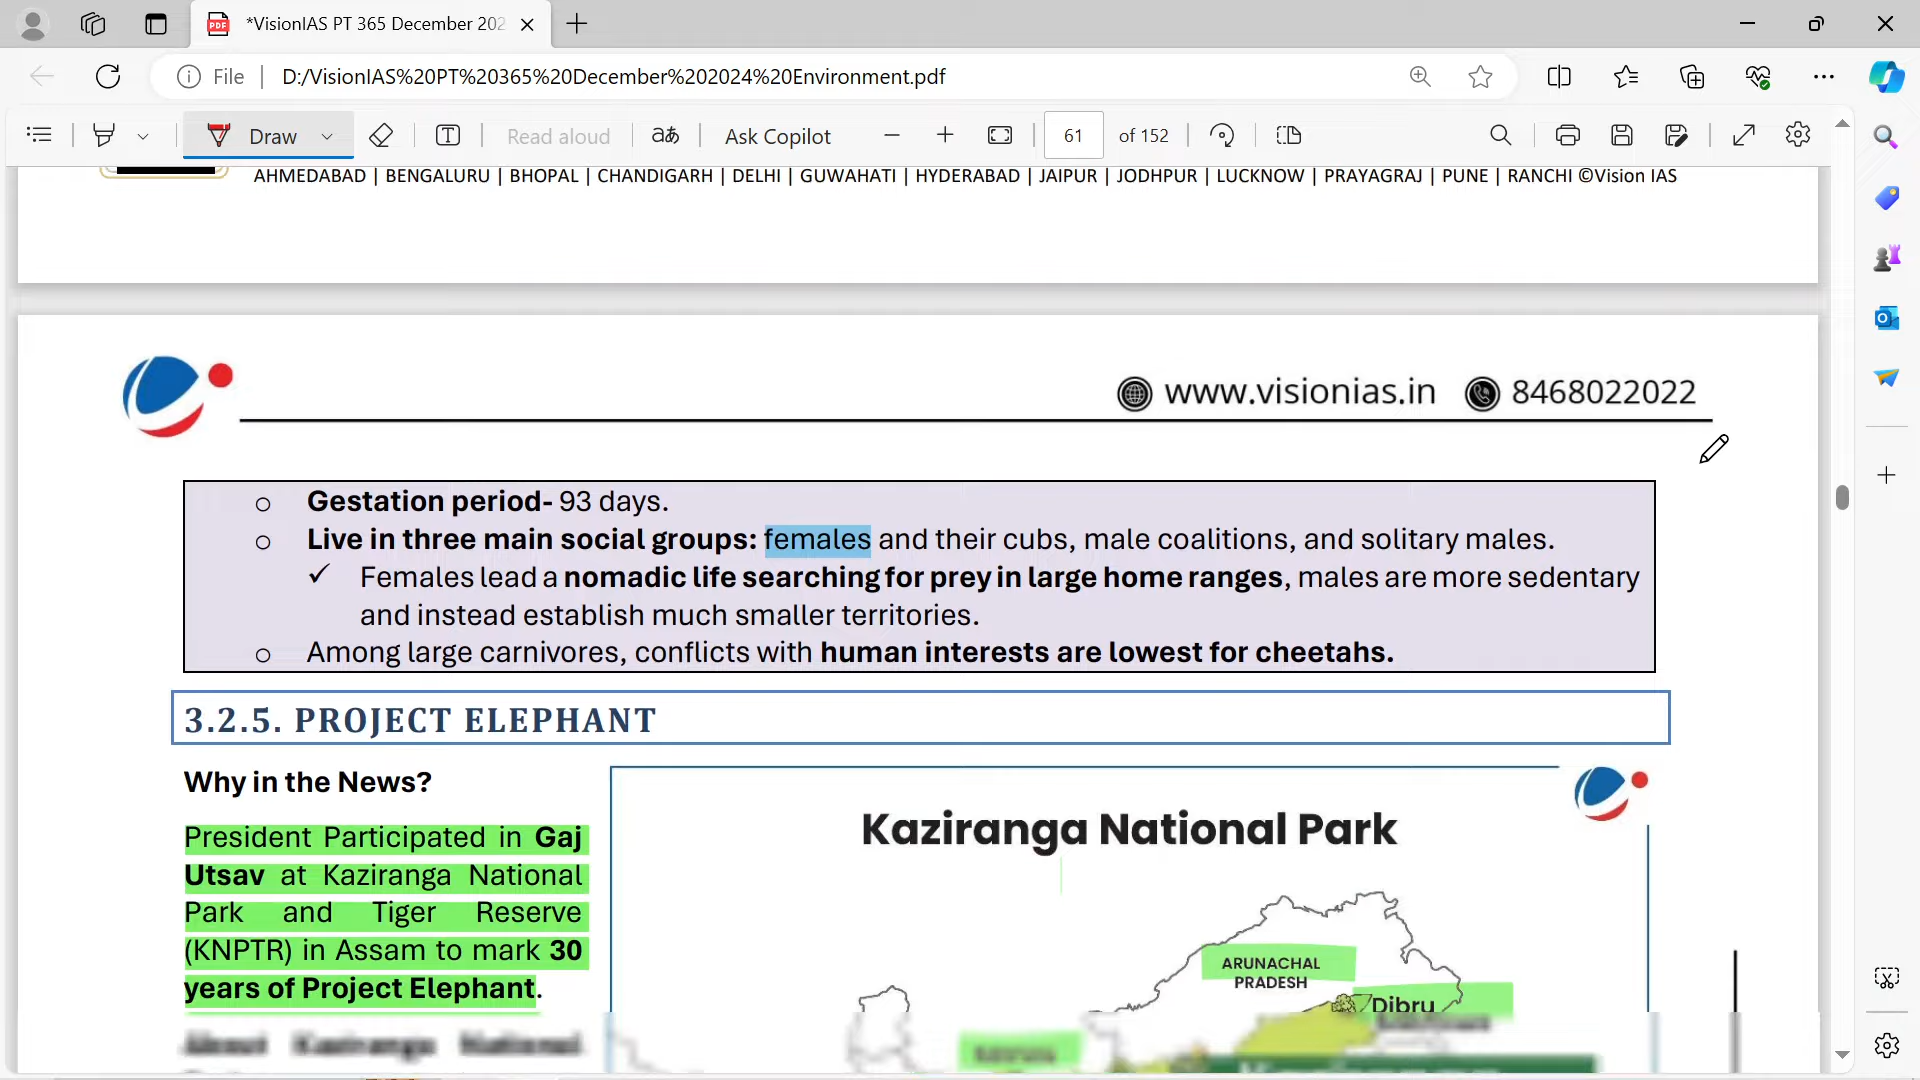 *VisionIAS PT 365 December 202
File
D:/VisionIAS%20PT%20365%20December%202024%20Environment.pdf
Draw
Read aloud
Ask Copilot
61 of 152
AHMEDABAD | BENGALURU | BHOPAL | CHANDIGARH | DELHI | GUWAHATI | HYDERABAD | JAIPUR | JODHPUR | LUCKNOW | PRAYAGRAJ | PUNE | RANCHI ©Vision IAS
www.visionias.in 8468022022
Gestation period- 93 days.
Live in three main social groups: females and their cubs, male coalitions, and solitary males.
Females lead a nomadic life searching for prey in large home ranges, males are more sedentary
and instead establish much smaller territories.
Among large carnivores, conflicts with human interests are lowest for cheetahs.
3.2.5. PROJECT ELEPHANT
Why in the News?
President Participated in Gaj
Utsav at Kaziranga National
Park and Tiger Reserve
(KNPTR) in Assam to mark 30
years of Project Elephant.
About Kaziranga National
Kaziranga National Park
ARUNACHAL
PRADESH
Dibru